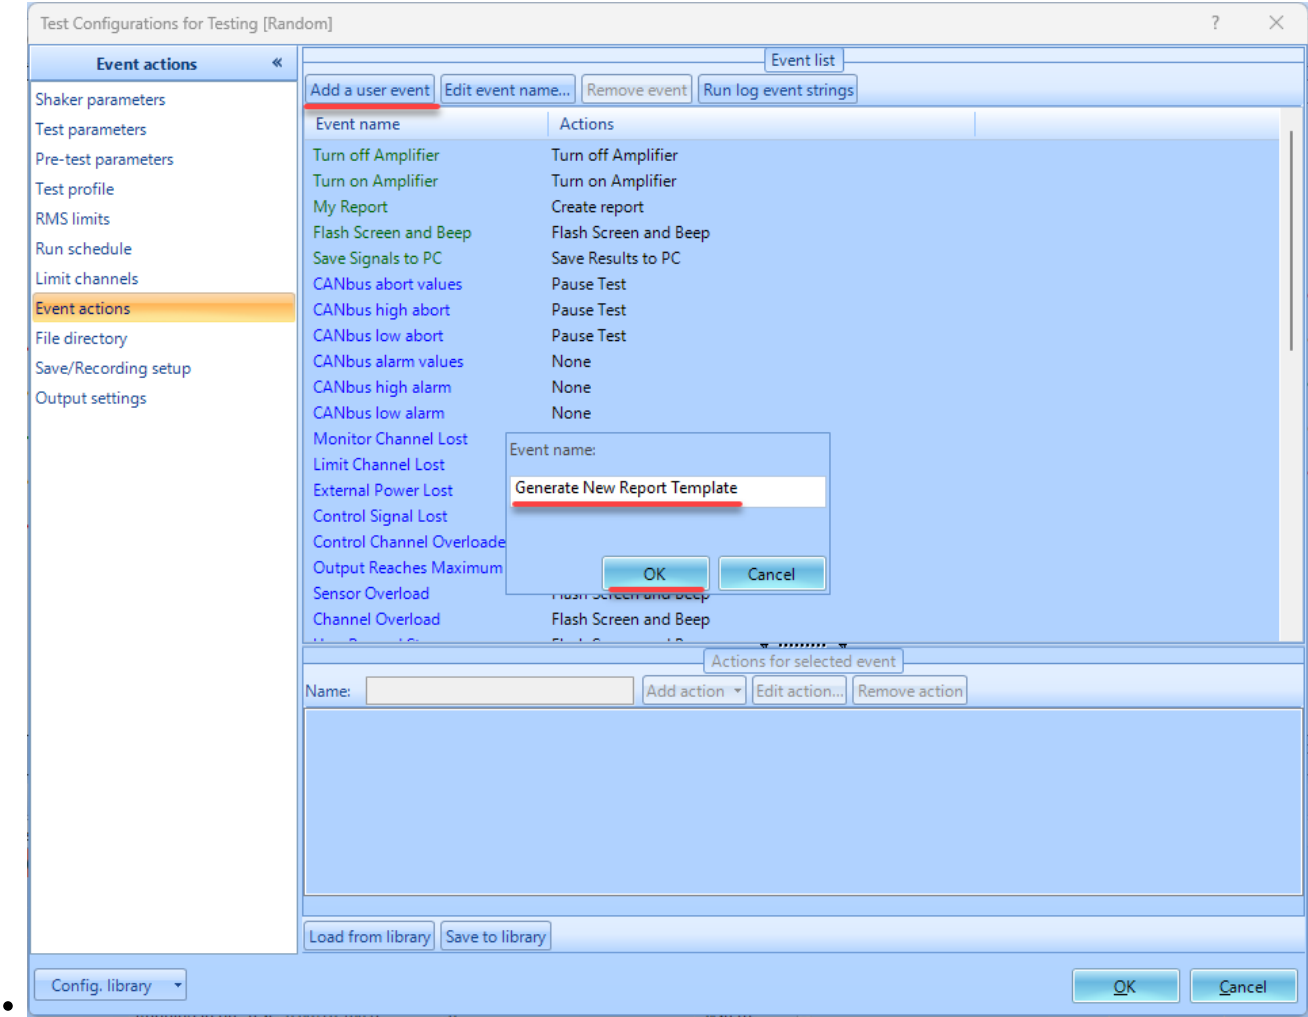 Test Configurations for Testing [Random]
?
Event actions «
Shaker parameters
Test parameters
Pre-test parameters
Test profile
RMS limits
Run schedule
Limit channels
Event actions
File directory
Save/Recording setup
Output settings
Event list
Add a user event Edit event name... Remove event Run log event strings
Event name Actions
Turn off Amplifier Turn off Amplifier
Turn on Amplifier Turn on Amplifier
My Report Create report
Flash Screen and Beep Flash Screen and Beep
Save Signals to PC Save Results to PC
CANbus abort values Pause Test
CANbus high abort Pause Test
CANbus low abort Pause Test
CANbus alarm values None
CANbus high alarm None
CANbus low alarm None
Monitor Channel Lost
Limit Channel Lost
External Power Lost
Control Signal Lost
Control Channel Overloade
Output Reaches Maximum
Sensor Overload Flash Screen and Beep
Channel Overload Flash Screen and Beep
Event name:
Generate New Report Template
OK Cancel
Actions for selected event
Name: Add action Edit action... Remove action
Load from library Save to library
Config. library
OK Cancel